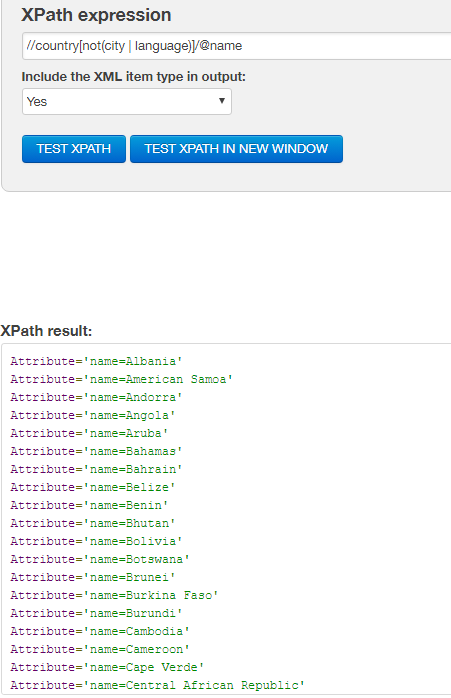 XPath expression
//country[not(city | language)]/@name
Include the XML item type in output:
Yes
TEST XPATH TEST XPATH IN NEW WINDOW
XPath result:
Attribute='name=Albania'
Attribute='name=American Samoa'
Attribute='name=Andorra'
Attribute='name=Angola'
Attribute='name=Aruba'
Attribute='name=Bahamas'
Attribute='name=Bahrain'
Attribute='name=Belize'
Attribute='name=Benin'
Attribute='name=Bhutan'
Attribute='name=Bolivia'
Attribute='name=Botswana'
Attribute='name=Brunei'
Attribute='name=Burkina Faso'
Attribute='name=Burundi'
Attribute='name=Cambodia'
Attribute='name=Cameroon'
Attribute='name=Cape Verde'
Attribute='name=Central African Republic'